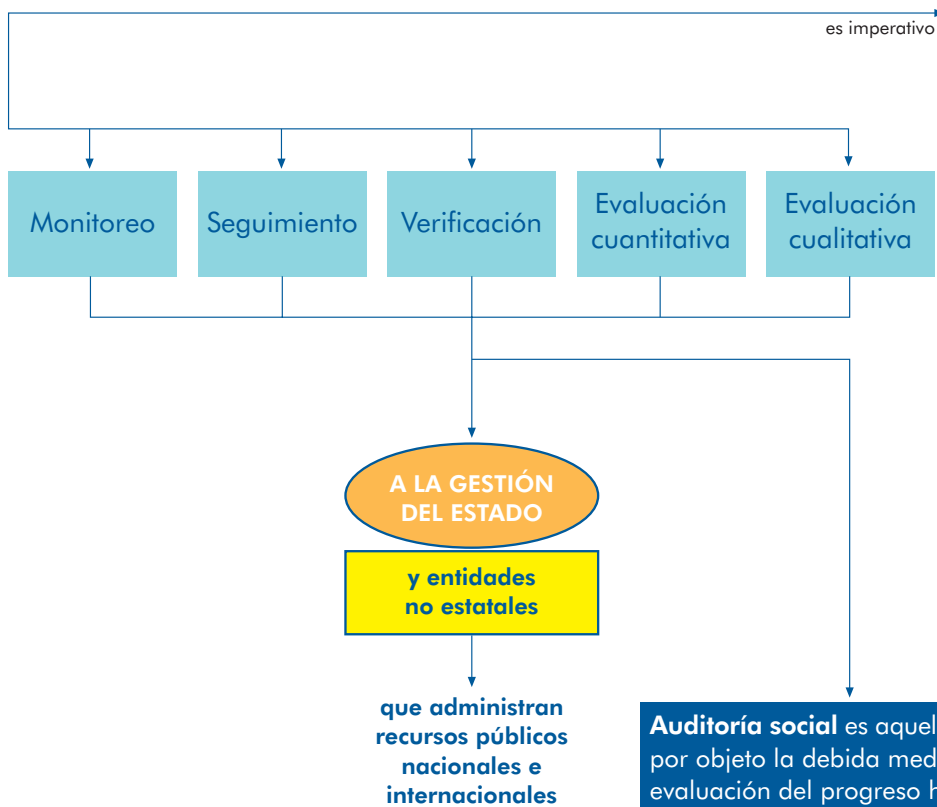 es imperativo
Monitoreo
Seguimiento
Verificación
Evaluación
cuantitativa
Evaluación
cualitativa
A LA GESTIÓN
DEL ESTADO
y entidades
no estatales
que administran
recursos públicos
nacionales e
internacionales
Auditoría social es aquel
por objeto la debida med
evaluación del progreso h